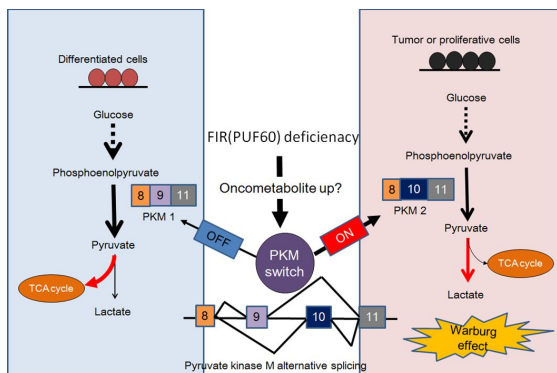 Differentiated cells
Glucose
Phosphoenolpyruvate
8 9 11
PKM 1
Pyruvate
TCA cycle
Lactate
FIR(PUF60) deficienacy
Oncometabolite up?
OFF
PKM
switch
ON
8 9 10 11
Pyruvate kinase M alternative splicing
Tumor or proliferative cells
Glucose
Phosphoenolpyruvate
8 10 11
PKM 2
Pyruvate
TCA cycle
Lactate
Warburg
effect